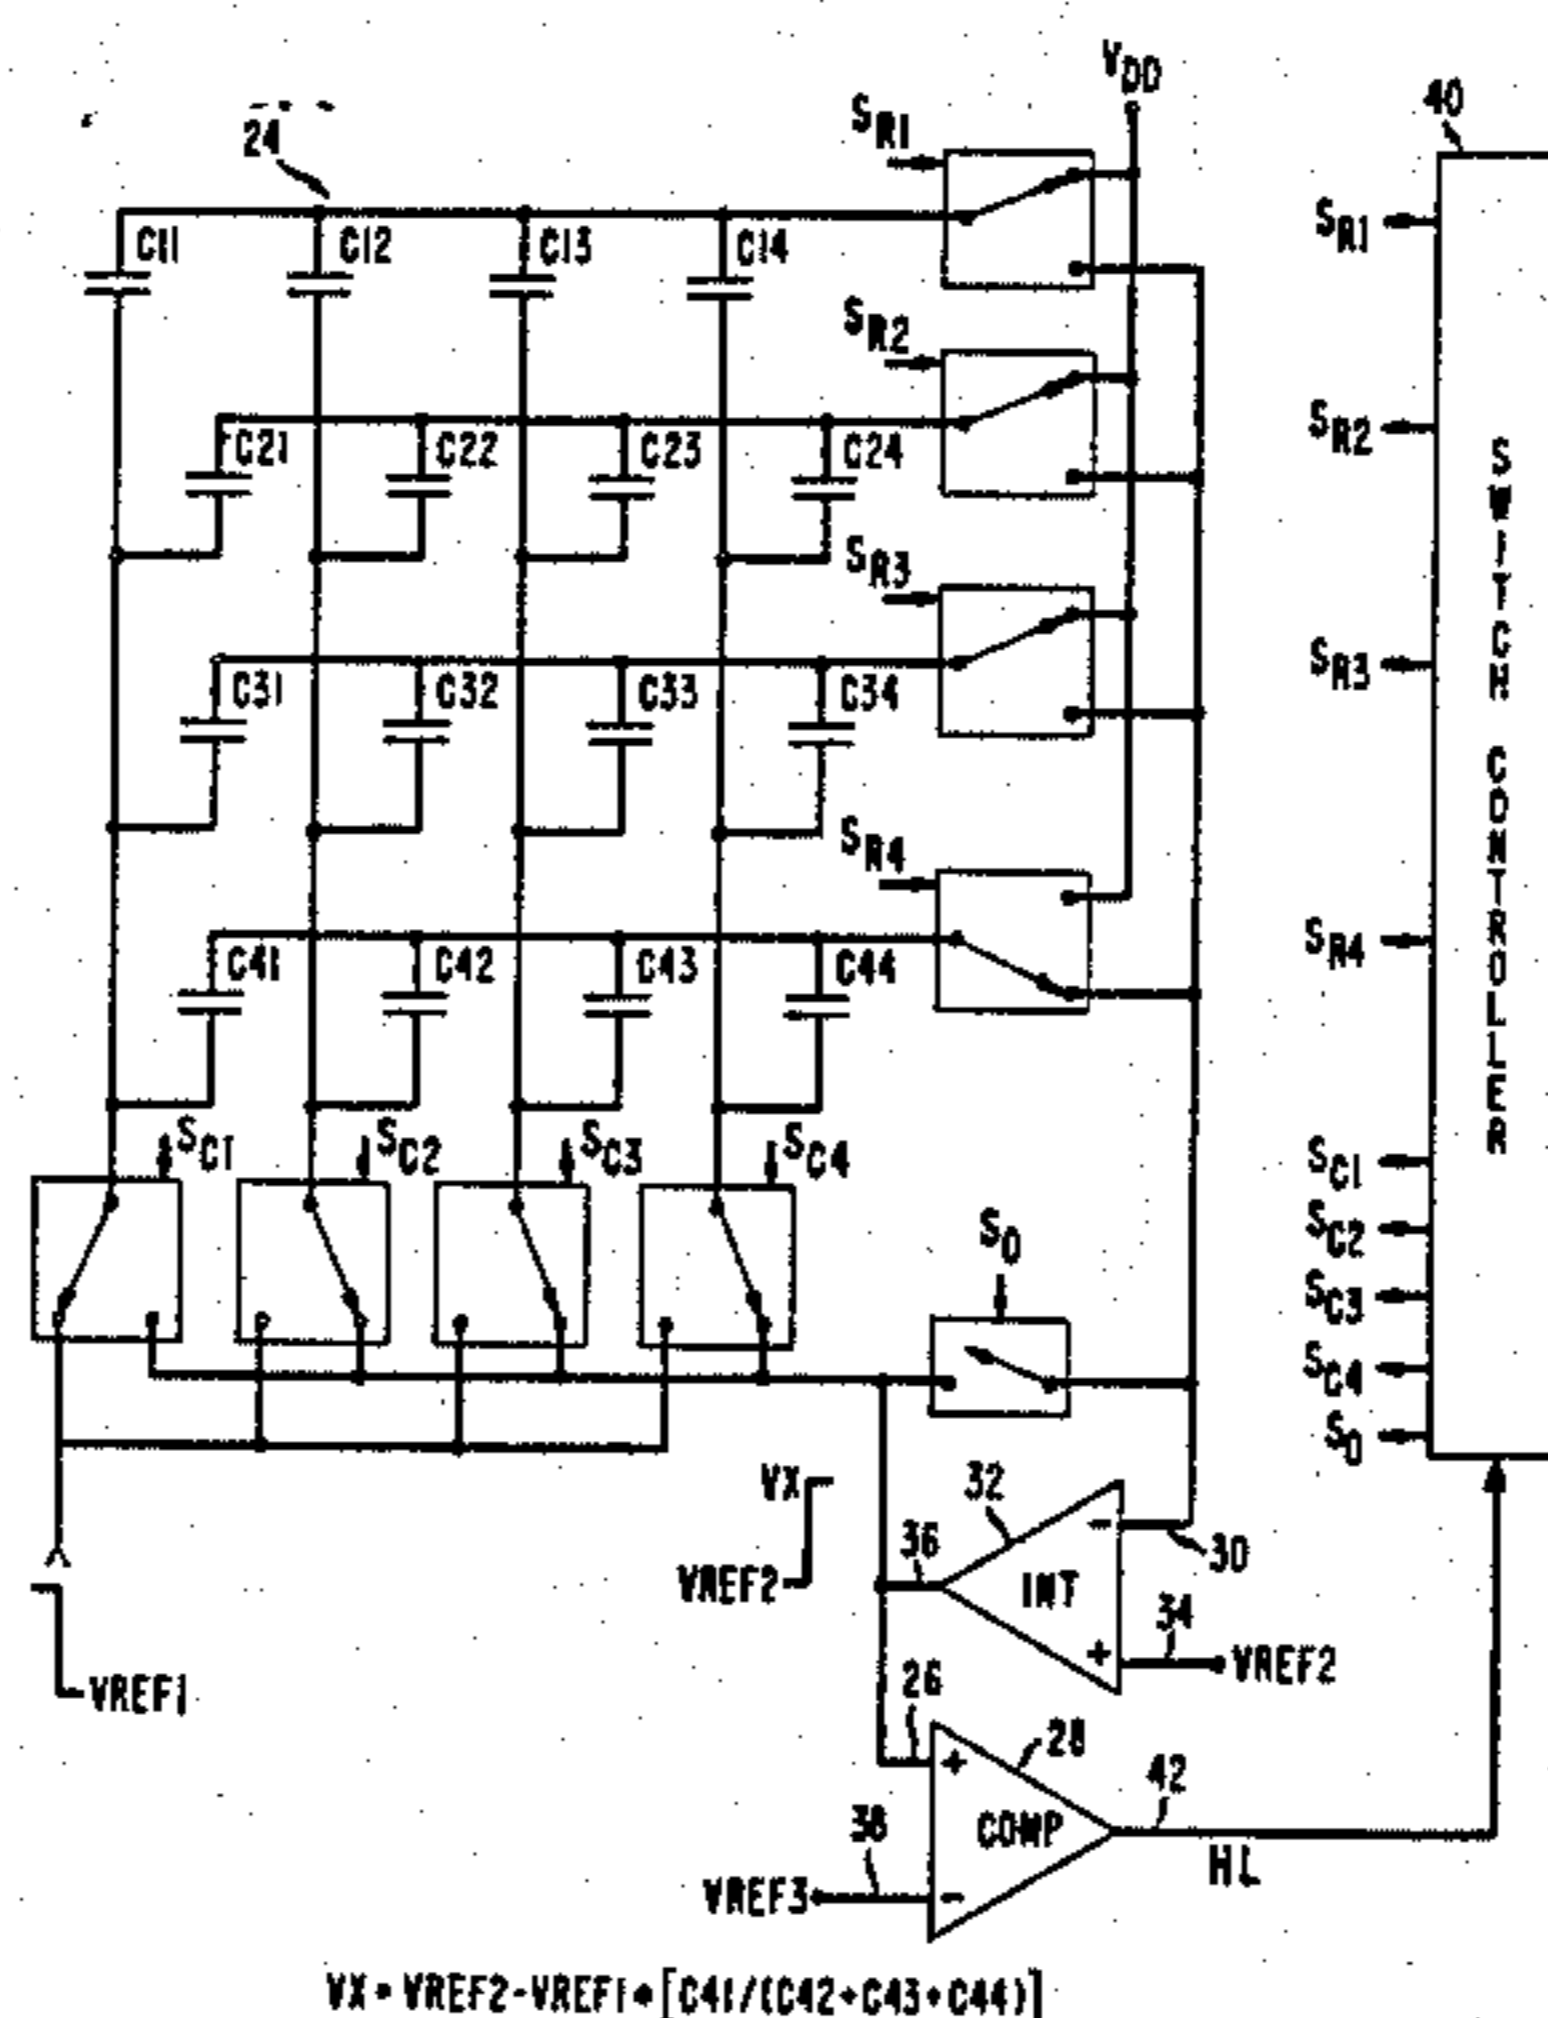 VDD
40
SR1
24
C11 C12 C13 C14
SR1
SR2
C21 C22 C23 C24
SR2
SR3
C31 C32 C33 C34
SR3
SWITCH CONTROLLER
SR4
C41 C42 C43 C44
SR4
SC1 SC2 SC3 SC4
SC1
SC2
SC3
SC4
S0
S0
VX
VREF2
32
36
INT
-
+
30
34
VREF2
VREF1
26
28
+
COMP
-
42
38
VREF3
HL
VX = VREF2-VREF1*[C41/(C42+C43+C44)]